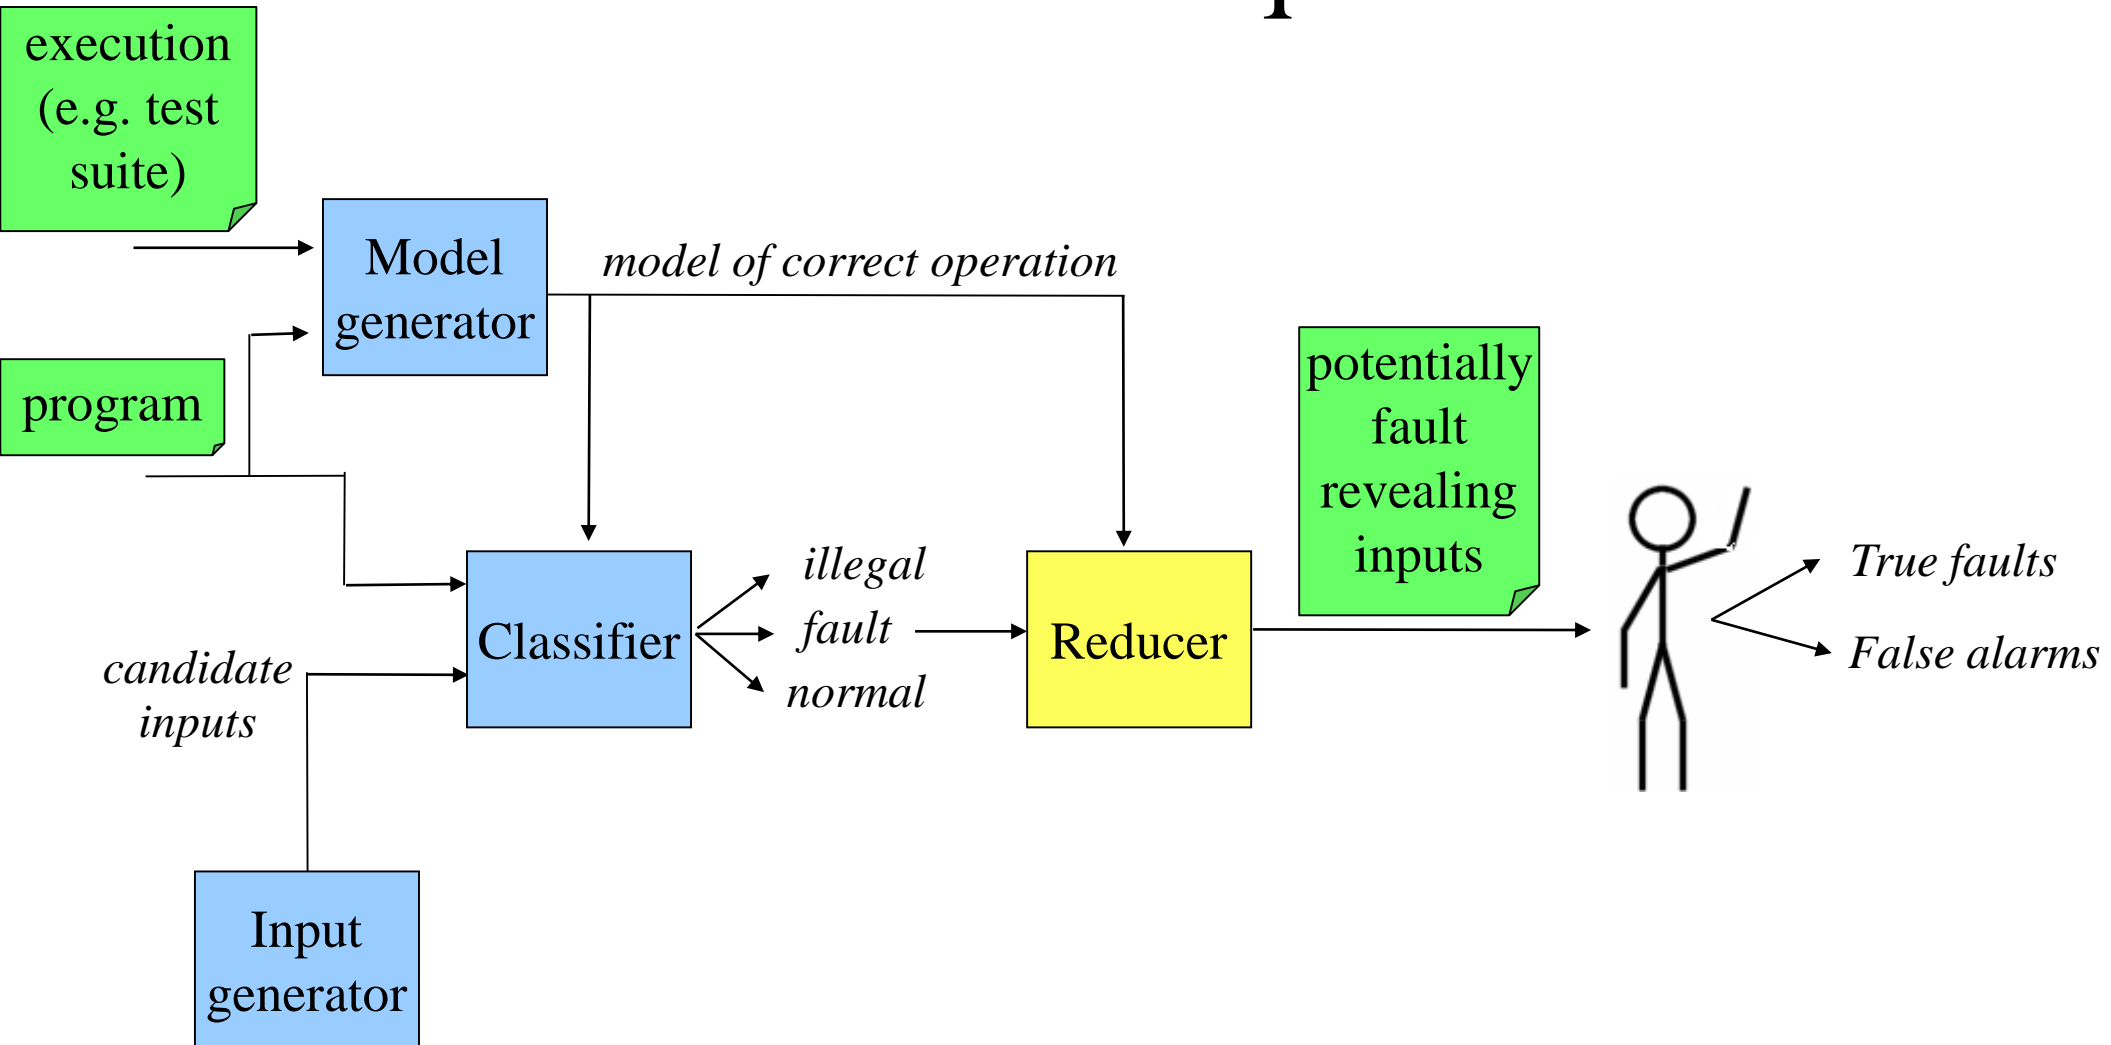 execution
(e.g. test
suite)
Model
generator
model of correct operation
program
potentially
fault
revealing
inputs
illegal
fault
normal
Classifier
Reducer
True faults
False alarms
candidate
inputs
Input
generator